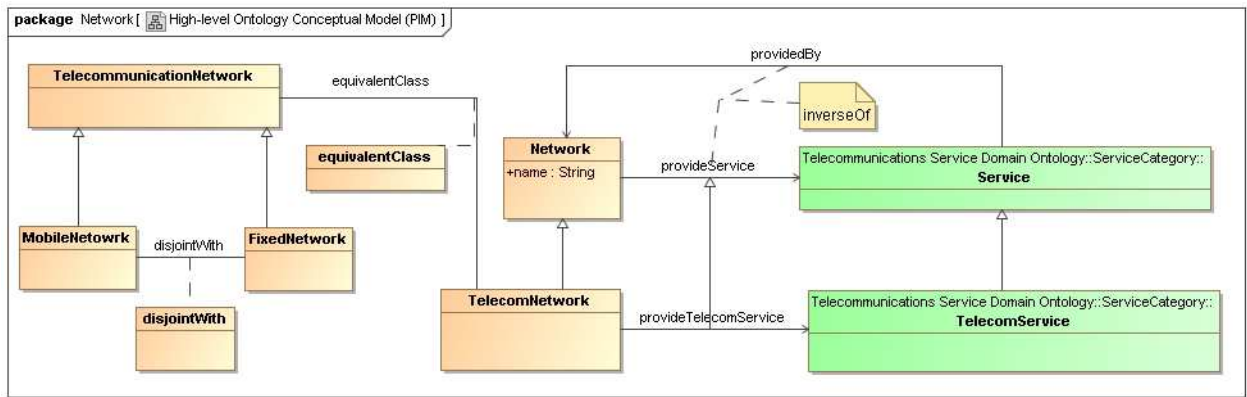 package Network [ High-level Ontology Conceptual Model (PIM) ]
TelecommunicationNetwork
equivalentClass
equivalentClass
MobileNetowrk
disjointWith
FixedNetwork
disjointWith
providedBy
inverseOf
Network
+name : String
provideService
Telecommunications Service Domain Ontology::ServiceCategory::
Service
TelecomNetwork
provideTelecomService
Telecommunications Service Domain Ontology::ServiceCategory::
TelecomService